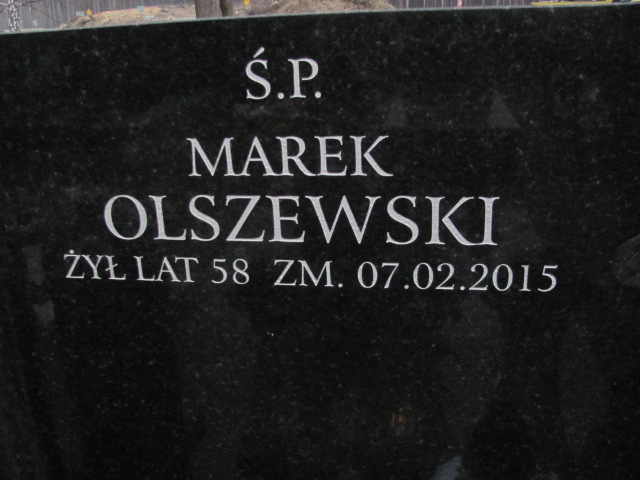 Ś.P.
MAREK
OLSZEWSKI
ŻYŁ LAT 58 ZM. 07.02.2015